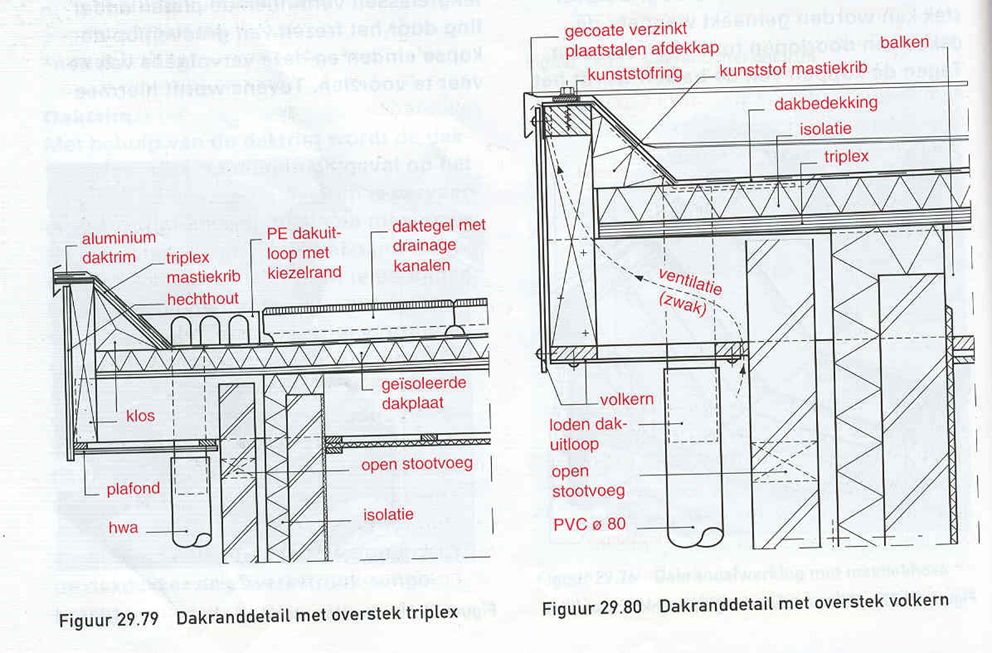 gecoate verzinkt
plaatstalen afdekkap
kunststofring
kunststof mastiekrib
balken
dakbedekking
isolatie
triplex
ventilatie
(zwak)
volkern
loden dak-
uitloop
open
stootvoeg
PVC ø 80
aluminium
daktrim
triplex
mastiekrib
hechthout
PE dakuit-
loop met
kiezelrand
daktegel met
drainage
kanalen
klos
geïsoleerde
dakplaat
plafond
open stootvoeg
hwa
isolatie
Figuur 29.79 Dakranddetail met overstek triplex
Figuur 29.80 Dakranddetail met overstek volkern